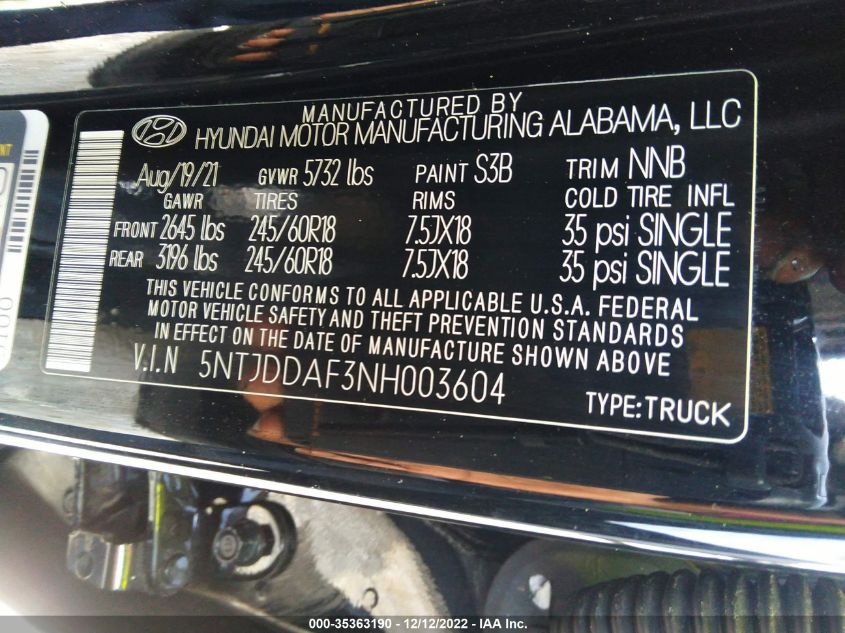 MANUFACTURED BY
HYUNDAI MOTOR MANUFACTURING ALABAMA, LLC
Aug/19/21 GVWR 5732 lbs PAINT S3B TRIM NNB
GAWR TIRES RIMS COLD TIRE INFL
FRONT 2645 lbs 245/60R18 7.5JX18 35 psi SINGLE
REAR 3196 lbs 245/60R18 7.5JX18 35 psi SINGLE
THIS VEHICLE CONFORMS TO ALL APPLICABLE U.S.A. FEDERAL
MOTOR VEHICLE SAFETY AND THEFT PREVENTION STANDARDS
IN EFFECT ON THE DATE OF MANUFACTURE SHOWN ABOVE.
V.I.N 5NTJDDAF3NH003604
TYPE:TRUCK
000-35363190 - 12/12/2022 - IAA Inc.